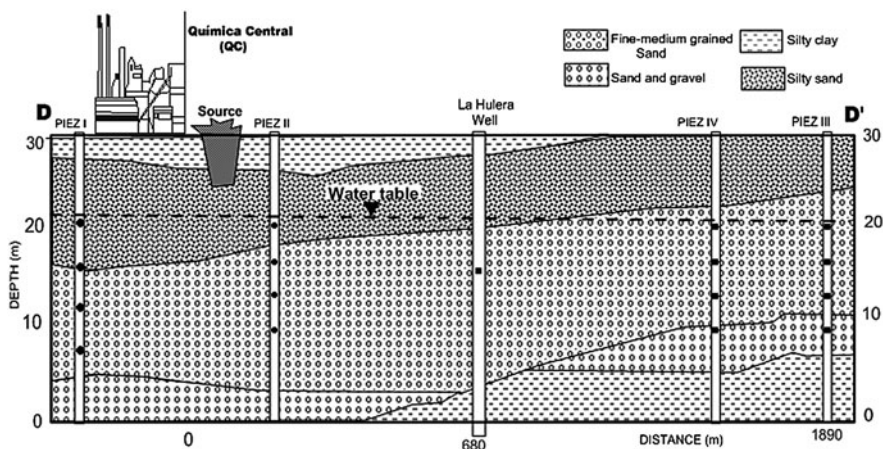 Química Central
(QC)
Fine-medium grained
Sand
Silty clay
Sand and gravel
Silty sand
D
PIEZ I
Source
PIEZ II
La Hulera
Well
PIEZ IV
PIEZ III
D'
30
30
Water table
20
20
DEPTH (m)
10
10
0
0
0
680
DISTANCE (m)
1890